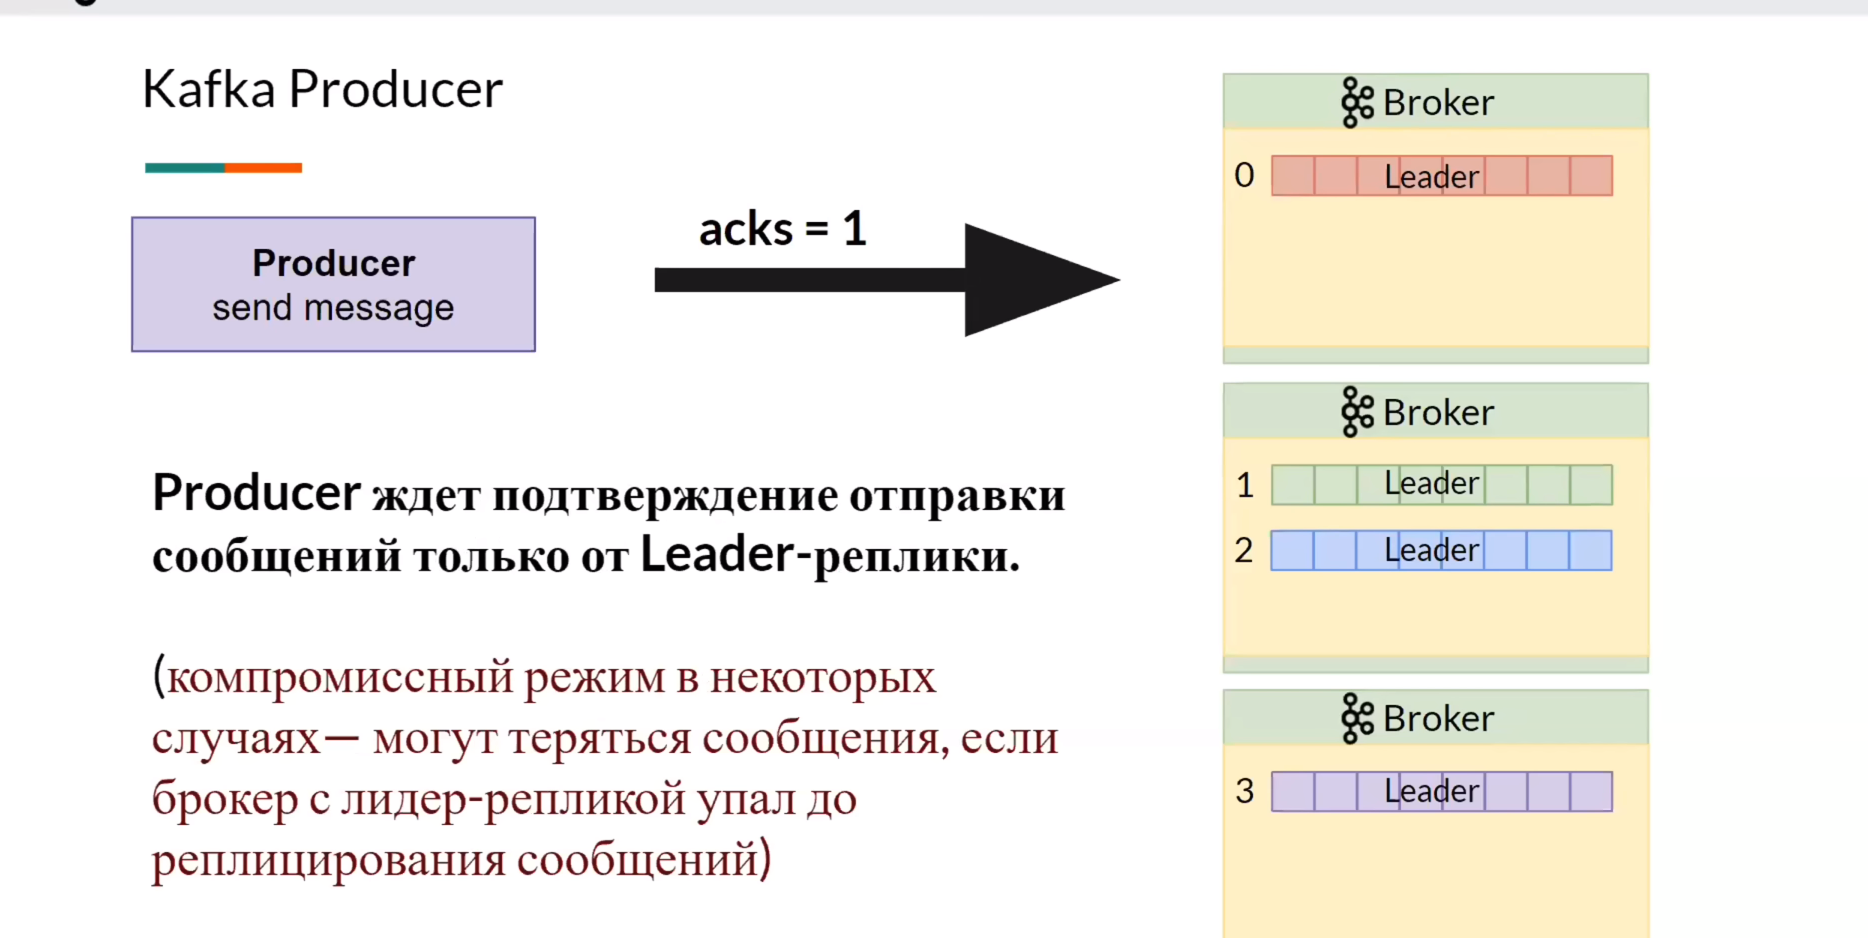 Kafka Producer
Producer
send message
acks = 1
Producer ждет подтверждение отправки
сообщений только от Leader-реплики.
(компромиссный режим в некоторых
случаях— могут теряться сообщения, если
брокер с лидер-репликой упал до
реплицирования сообщений)
Broker
0 Leader
Broker
1 Leader
2 Leader
Broker
3 Leader